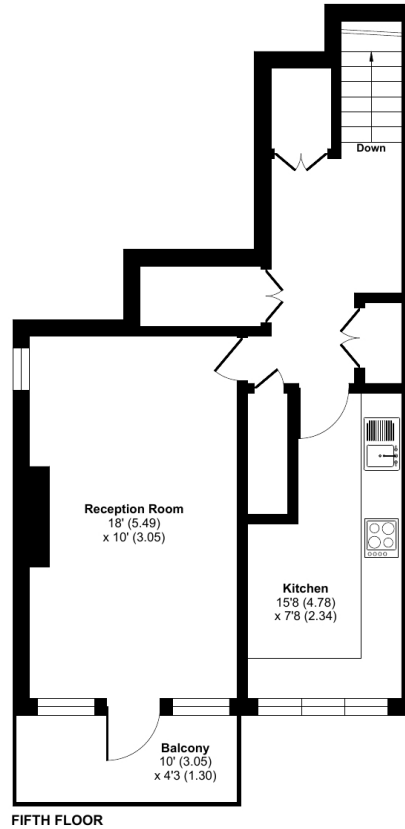 Down
Reception Room
18' (5.49)
x 10' (3.05)
Kitchen
15'8 (4.78)
x 7'8 (2.34)
Balcony
10' (3.05)
x 4'3 (1.30)
FIFTH FLOOR